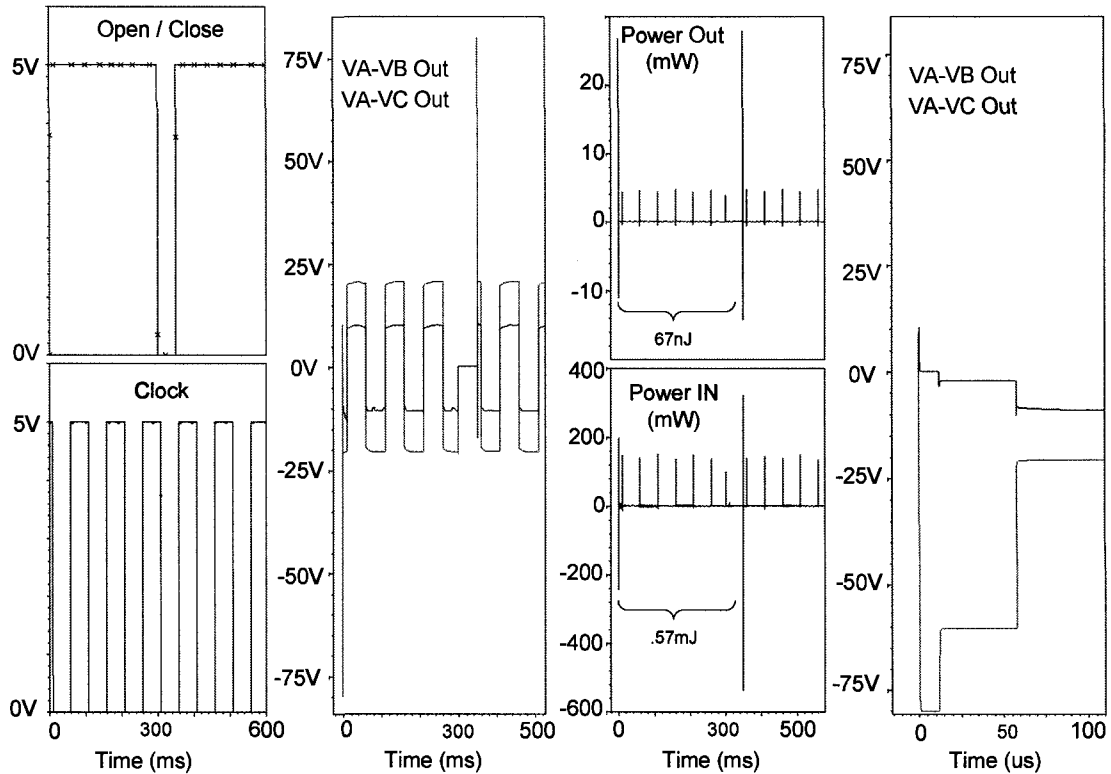 Open / Close
5V
0V
Clock
5V
0V
0 300 600
Time (ms)
75V
50V
25V
0V
-25V
-50V
-75V
VA-VB Out
VA-VC Out
0 500
Time (ms)
Power Out
(mW)
20
10
0
-10
67nJ
Power IN
(mW)
400
200
0
-200
-400
-600
.57mJ
0 500
Time (ms)
75V
50V
25V
0V
-25V
-50V
-75V
VA-VB Out
VA-VC Out
0 50 100
Time (us)